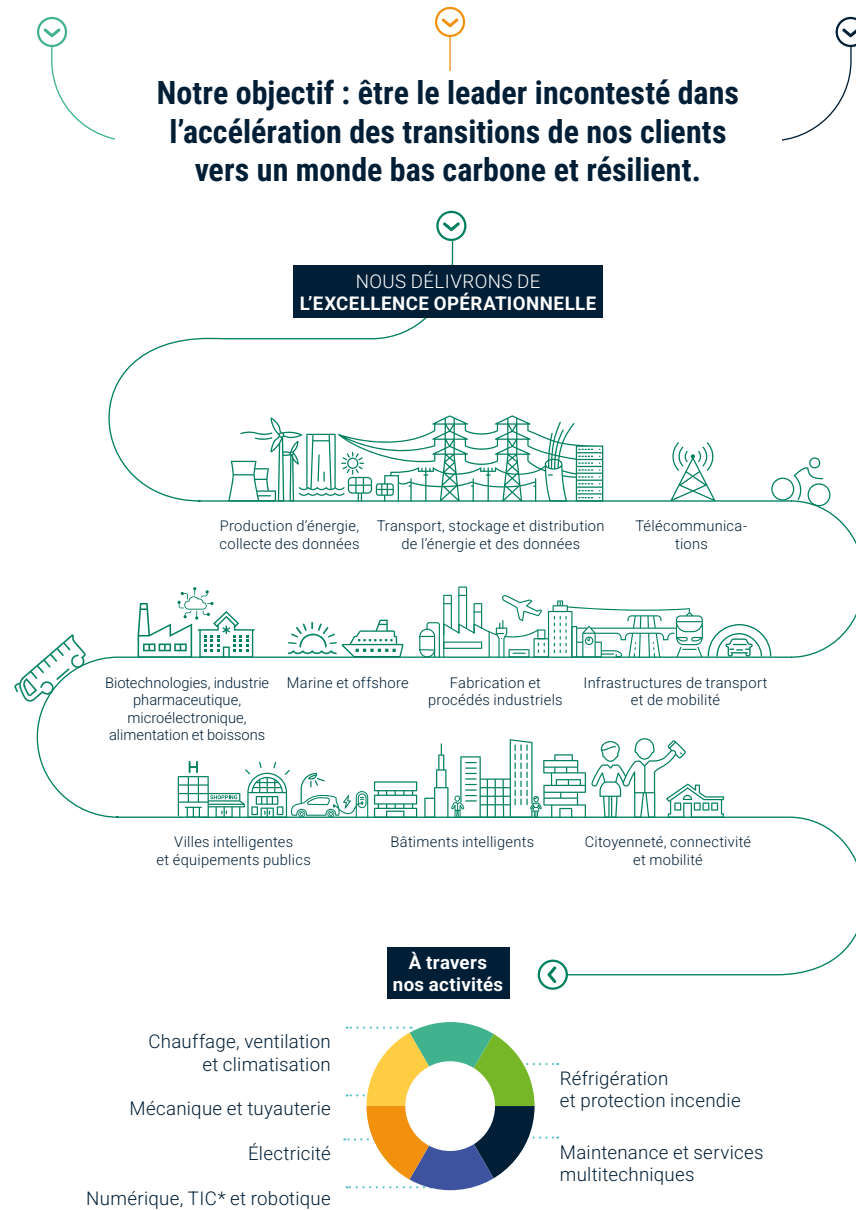 Notre objectif : être le leader incontesté dans
l’accélération des transitions de nos clients
vers un monde bas carbone et résilient.
NOUS DÉLIVRONS DE
L’EXCELLENCE OPÉRATIONNELLE
Production d’énergie,
collecte des données
Transport, stockage et distribution
de l’énergie et des données
Télécommunica-
tions
Biotechnologies, industrie
pharmaceutique,
microélectronique,
alimentation et boissons
Marine et offshore
Fabrication et
procédés industriels
Infrastructures de transport
et de mobilité
H
SHOPPING
Villes intelligentes
et équipements publics
Bâtiments intelligents
Citoyenneté, connectivité
et mobilité
À travers
nos activités
Chauffage, ventilation
et climatisation
Mécanique et tuyauterie
Électricité
Numérique, TIC* et robotique
Réfrigération
et protection incendie
Maintenance et services
multitechniques